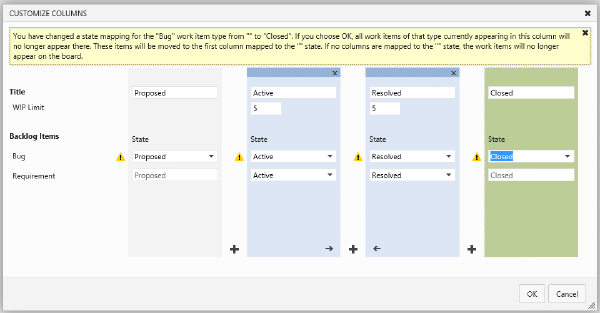 CUSTOMIZE COLUMNS
You have changed a state mapping for the "Bug" work item type from "" to "Closed". If you choose OK, all work items of that type currently appearing in this column will
no longer appear there. These items will be moved to the first column mapped to the "" state. If no columns are mapped to the "" state, the work items will no longer
appear on the board.
Title Proposed Active Resolved Closed
WIP Limit 5 5
Backlog Items State State State State
Bug Proposed Active Resolved Closed
Requirement Proposed Active Resolved Closed
OK Cancel